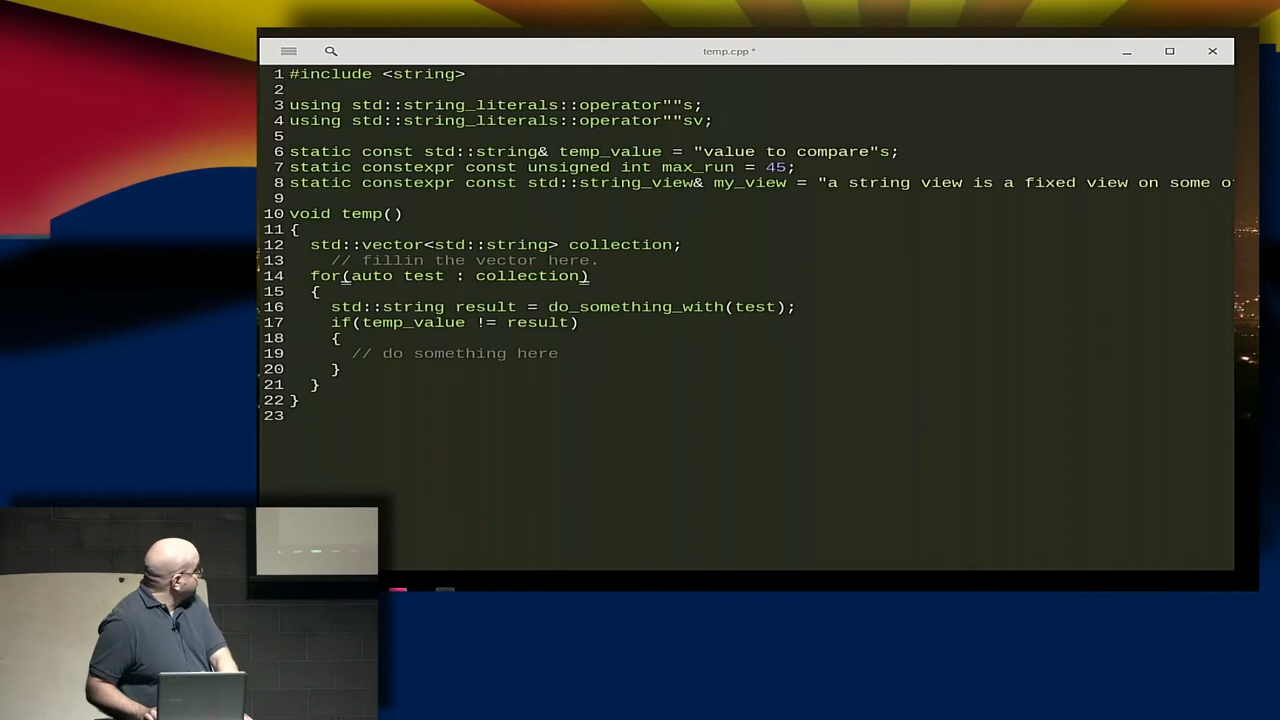 temp.cpp *
1 #include <string>
2
3 using std::string_literals::operator""s;
4 using std::string_literals::operator""sv;
5
6 static const std::string& temp_value = "value to compare"s;
7 static constexpr const unsigned int max_run = 45;
8 static constexpr const std::string_view& my_view = "a string view is a fixed view on some
9
10 void temp()
11 {
12 std::vector<std::string> collection;
13 // fillin the vector here.
14 for(auto test : collection)
15 {
16 std::string result = do_something_with(test);
17 if(temp_value != result)
18 {
19 // do something here
20 }
21 }
22 }
23